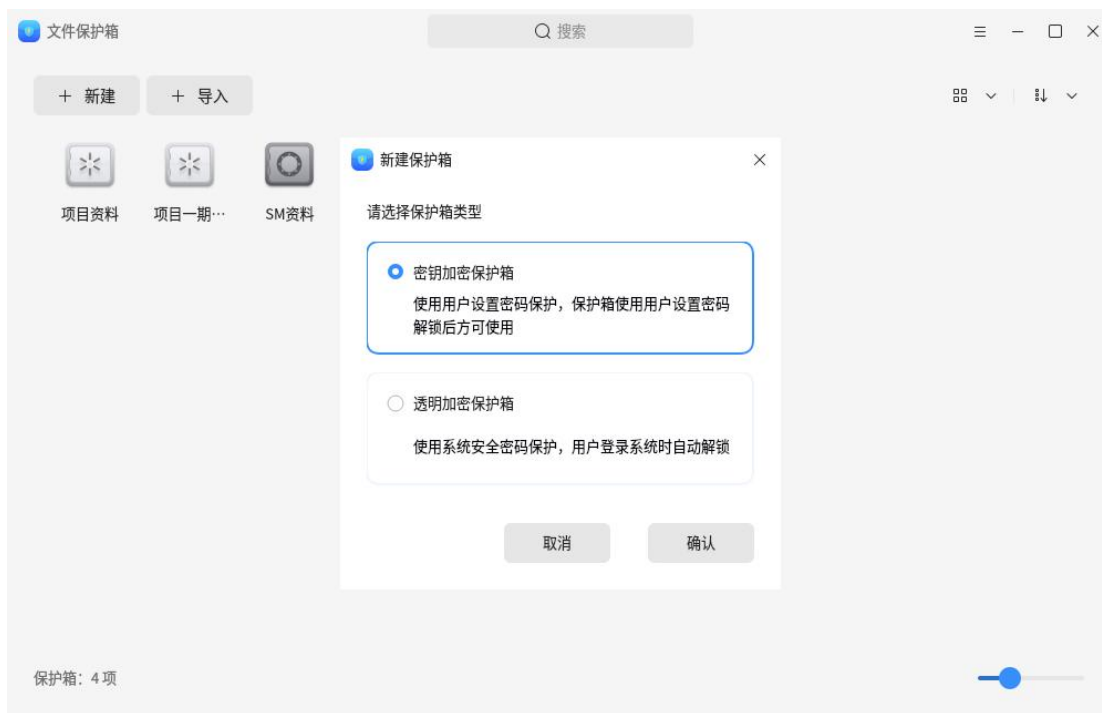 文件保护箱
搜索
新建
导入
项目资料
项目一期…
SM资料
新建保护箱
请选择保护箱类型
密钥加密保护箱
使用用户设置密码保护，保护箱使用用户设置密码
解锁后方可使用
透明加密保护箱
使用系统安全密码保护，用户登录系统时自动解锁
取消
确认
保护箱：4项